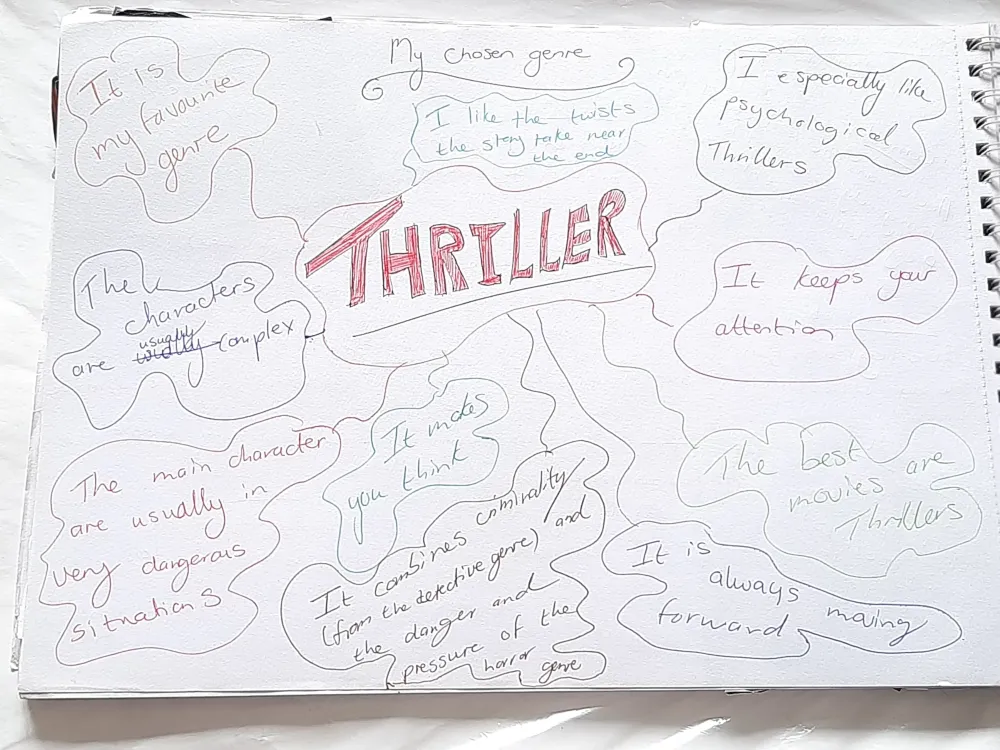 My chosen genre
It is
my favourite
genre
I like the twists
the story take near
the end
I especially like
psychological
Thrillers
THRILLER
The
characters
usually
are complex
It keeps your
attention
The main character
are usually in
very dangerous
situations
It makes
you think
It combines criminality
(from the detective genre) and and
the danger and
pressure of the
horror genre
It is
always moving
forward
The best are
movies
Thrillers